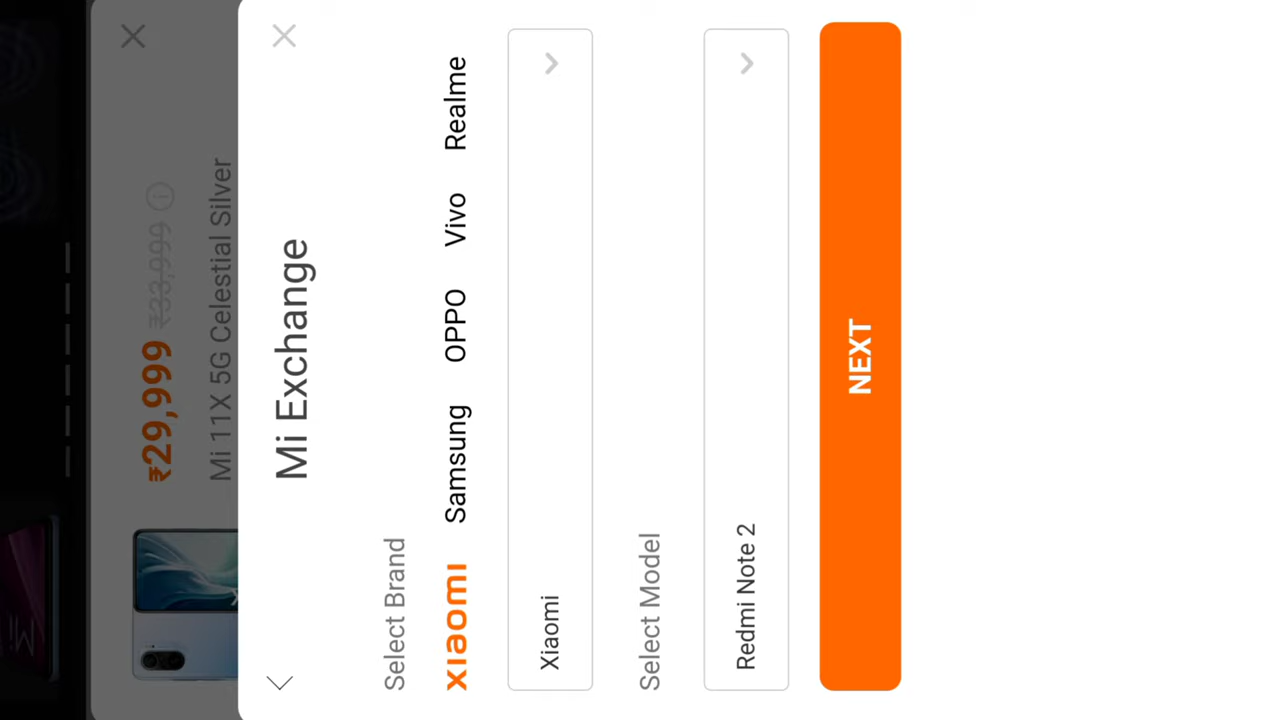 ₹29,999 ₹33,999
Mi 11X 5G Celestial Silver
Mi Exchange
Select Brand
xiaomi Samsung OPPO Vivo Realme
Xiaomi
Select Model
Redmi Note 2
NEXT